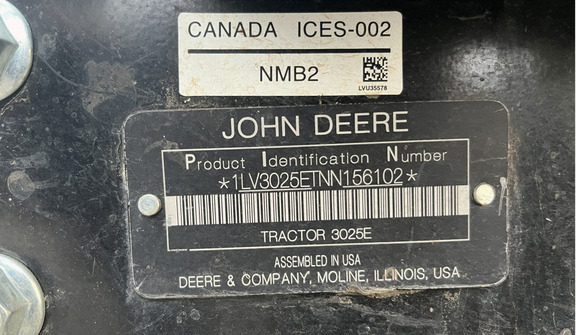 CANADA ICES-002
NMB2
LVU35578
JOHN DEERE
Product Identification Number
*1LV3025ETNN156102*
TRACTOR 3025E
ASSEMBLED IN USA
DEERE & COMPANY, MOLINE, ILLINOIS, USA